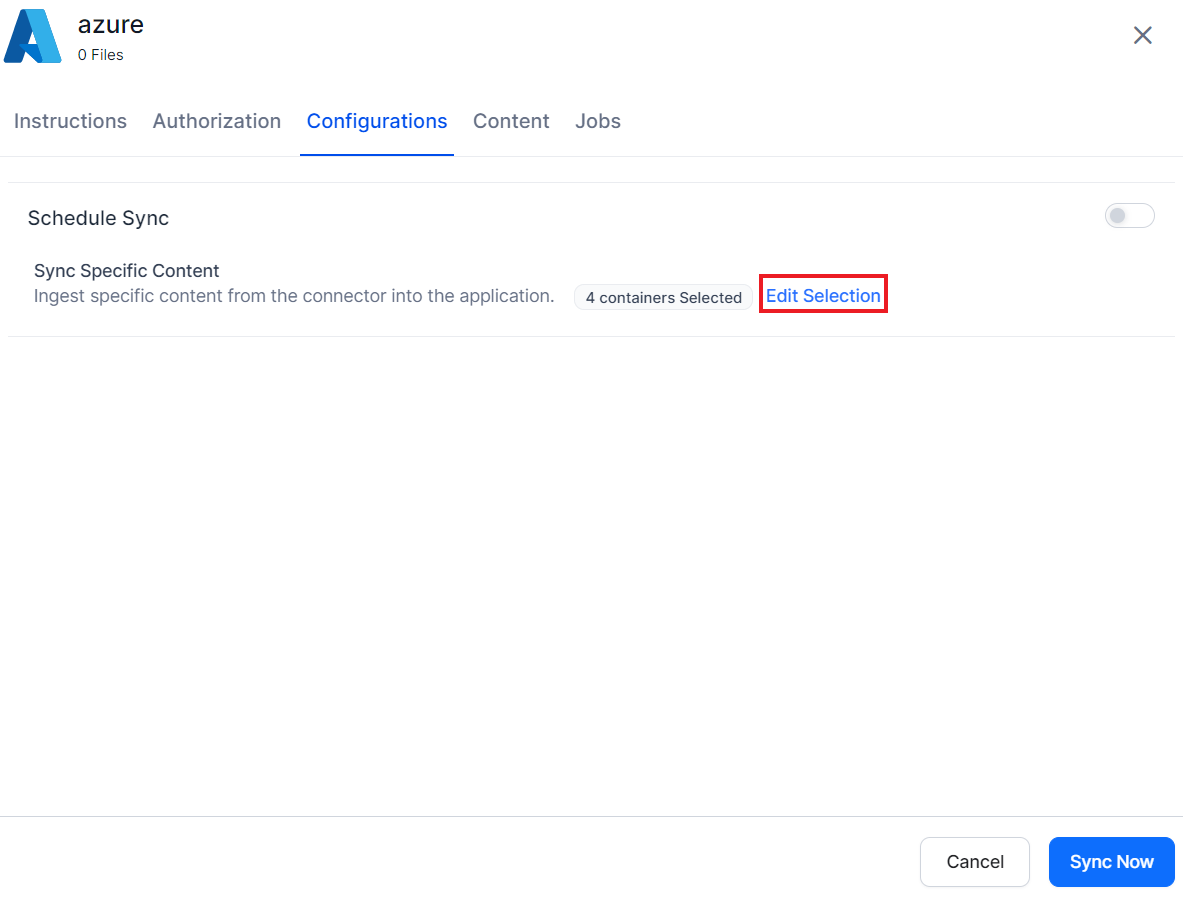 azure
0 Files
Instructions Authorization Configurations Content Jobs
Schedule Sync
Sync Specific Content
Ingest specific content from the connector into the application. 4 containers Selected Edit Selection
Cancel Sync Now